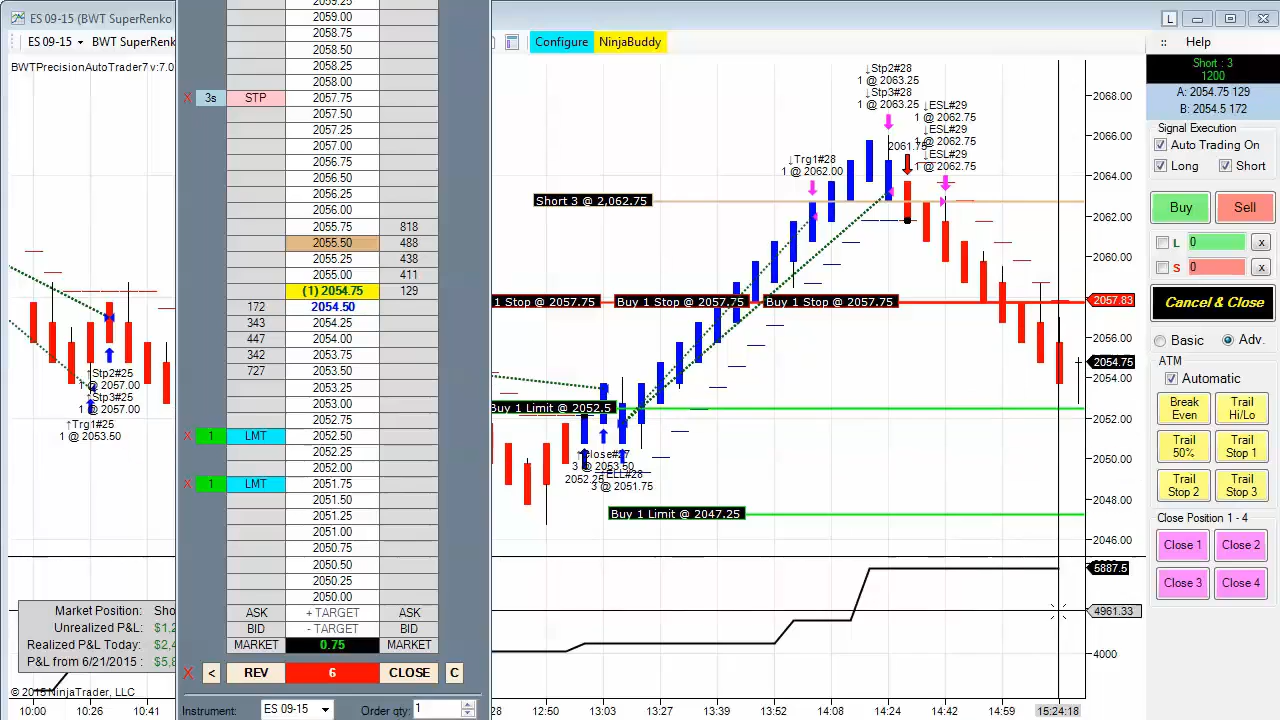 ES 09-15 (BWT SuperRenko
L
ES 09-15 BWT SuperRenko
Configure NinjaBuddy
Help
BWTPrecisionAutoTrader7 v:7.0
2059.25
2059.00
2058.75
2058.50
2058.25
2058.00
X 3s STP 2057.75
2057.50
2057.25
2057.00
2056.75
2056.50
2056.25
2056.00
2055.75 818
2055.50 488
2055.25 438
2055.00 411
(1) 2054.75 129
172 2054.50
343 2054.25
447 2054.00
342 2053.75
727 2053.50
2053.25
2053.00
2052.75
X 1 LMT 2052.50
2052.25
2052.00
X 1 LMT 2051.75
2051.50
2051.25
2051.00
2050.75
2050.50
2050.25
2050.00
ASK + TARGET ASK
BID - TARGET BID
MARKET 0.75 MARKET
X < REV 6 CLOSE C
Instrument: ES 09-15 Order qty: 1
↑Stp2#25
1 @ 2057.00
↑Stp3#25
1 @ 2057.00
↑Trg1#25
1 @ 2053.50
Market Position: Sho
Unrealized P&L: $1,2
Realized P&L Today: $2,4
P&L from 6/21/2015 : $5,8
© 2015 NinjaTrader, LLC
10:00 10:26 10:41
↓Stp2#28
1 @ 2063.25
↓Stp3#28
1 @ 2063.25
↓ESL#29
1 @ 2062.75
↓ESL#29
1 @ 2062.75
↓ESL#29
1 @ 2062.75
2061.75
↓Trg1#28
1 @ 2062.00
Short 3 @ 2,062.75
1 Stop @ 2057.75 Buy 1 Stop @ 2057.75 Buy 1 Stop @ 2057.75
Buy 1 Limit @ 2052.5
3 @ 2053.50
2052.25
3 @ 2051.75
Buy 1 Limit @ 2047.25
2068.00
2066.00
2064.00
2062.00
2060.00
2057.83
2056.00
2054.75
2054.00
2052.00
2050.00
2048.00
2046.00
5887.5
4961.33
4000
:28 12:50 13:03 13:27 13:39 13:52 14:08 14:24 14:42 14:59 15:24:18
Short : 3
1200
A: 2054.75 129
B: 2054.5 172
Signal Execution
Auto Trading On
Long Short
Buy Sell
L 0 x
S 0 x
Cancel & Close
Basic Adv.
ATM
Automatic
Break Even Trail Hi/Lo
Trail 50% Trail Stop 1
Trail Stop 2 Trail Stop 3
Close Position 1 - 4
Close 1 Close 2
Close 3 Close 4